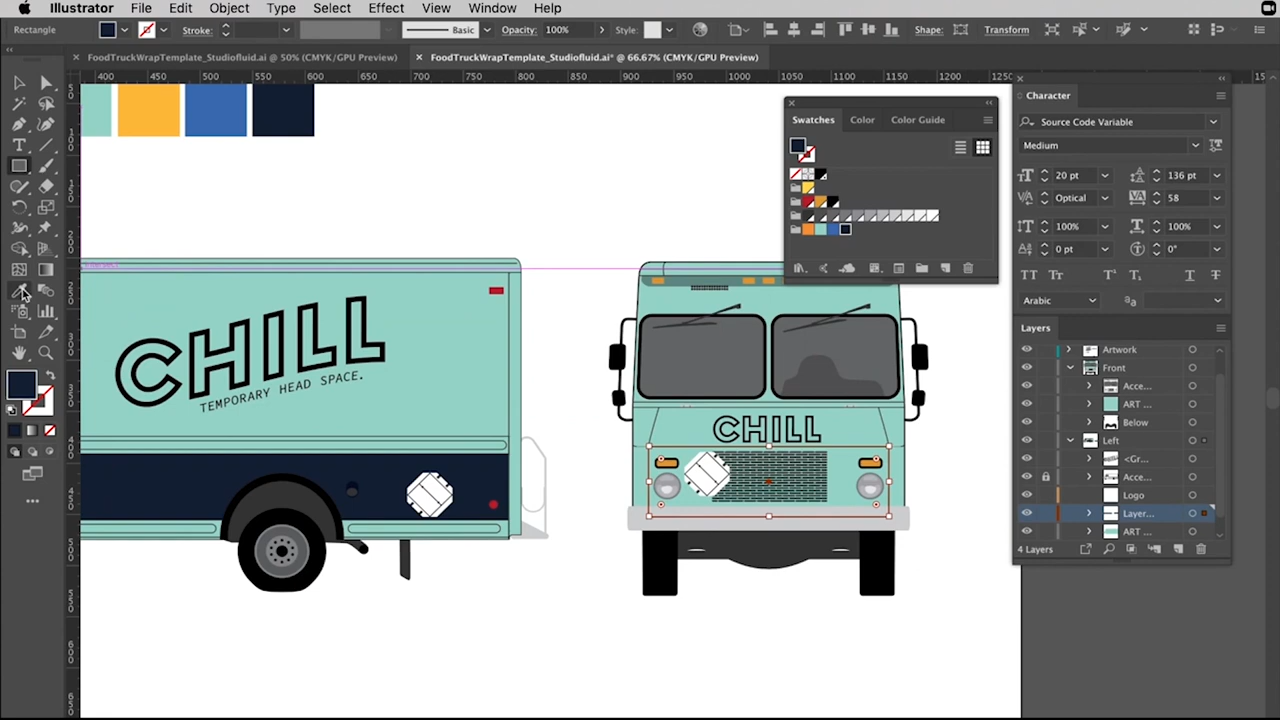 Illustrator File Edit Object Type Select Effect View Window Help
Rectangle Stroke: Basic Opacity: 100% Style: Shape: Transform
× FoodTruckWrapTemplate_Studiofluid.ai @ 50% (CMYK/GPU Preview) × FoodTruckWrapTemplate_Studiofluid.ai* @ 66.67% (CMYK/GPU Preview)
400 450 500 550 600 650 700 750 800 850 900 950 1000 1050 1100 1150 1200 1250
Swatches Color Color Guide
Character
Source Code Variable
Medium
20 pt 136 pt
Optical 58
100% 100%
0 pt 0°
Arabic
Layers
Artwork
Front
Acce...
ART ...
Below
Left
<Gr...
Acce...
Logo
Layer...
ART ...
4 Layers
CHILL
TEMPORARY HEAD SPACE.
CHILL